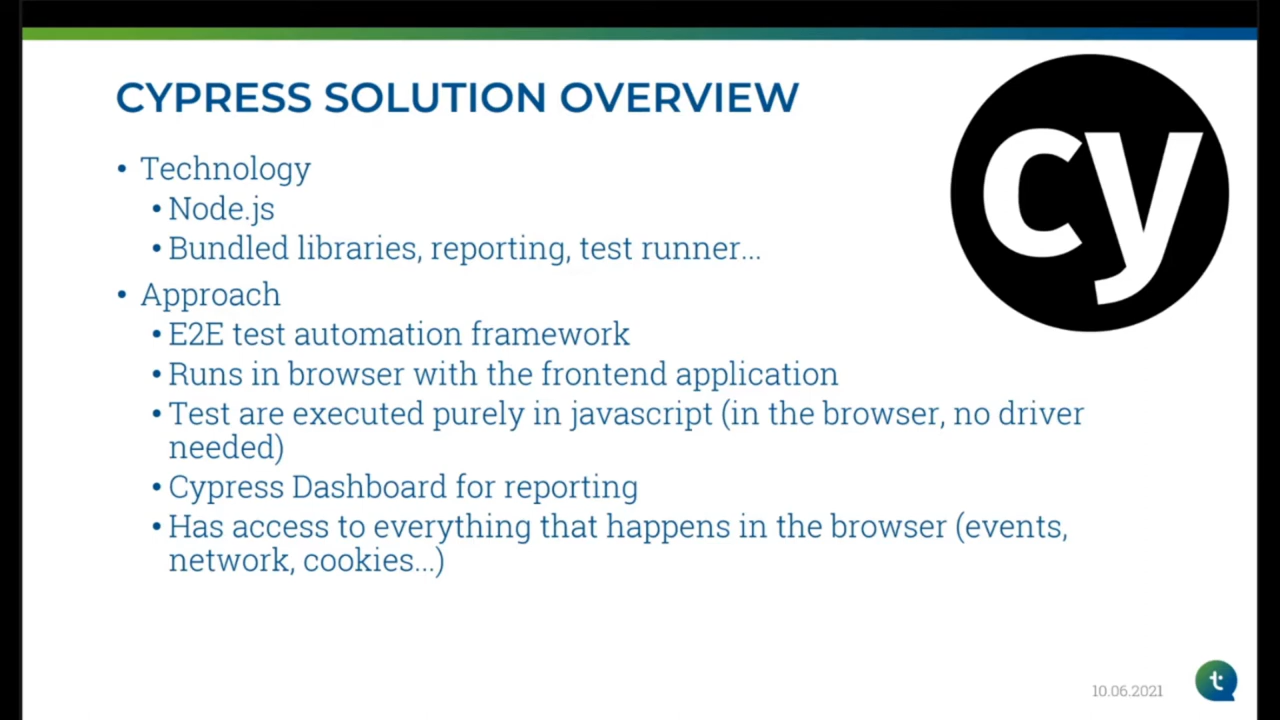 CYPRESS SOLUTION OVERVIEW
cy
• Technology
• Node.js
• Bundled libraries, reporting, test runner...
• Approach
• E2E test automation framework
• Runs in browser with the frontend application
• Test are executed purely in javascript (in the browser, no driver
needed)
• Cypress Dashboard for reporting
• Has access to everything that happens in the browser (events,
network, cookies...)
10.06.2021
t